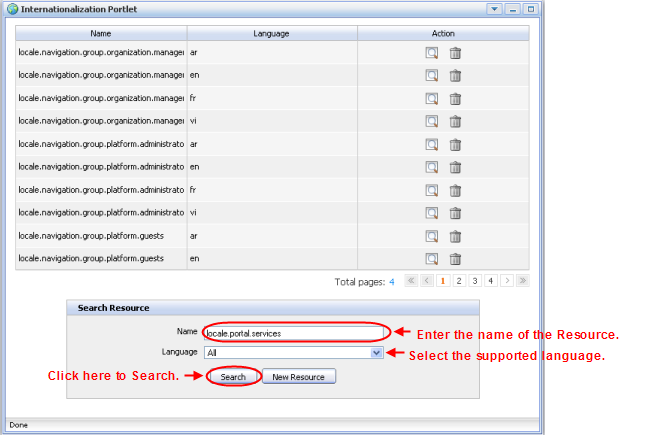 Internationalization Portlet
Name Language Action
locale.navigation.group.organization.manager ar
locale.navigation.group.organization.manager en
locale.navigation.group.organization.manager fr
locale.navigation.group.organization.manager vi
locale.navigation.group.platform.administrato ar
locale.navigation.group.platform.administrato en
locale.navigation.group.platform.administrato fr
locale.navigation.group.platform.administrato vi
locale.navigation.group.platform.guests ar
locale.navigation.group.platform.guests en
Total pages: 4 1 2 3 4
Search Resource
Name locale.portal.services Enter the name of the Resource.
Language All Select the supported language.
Click here to Search. Search New Resource
Done